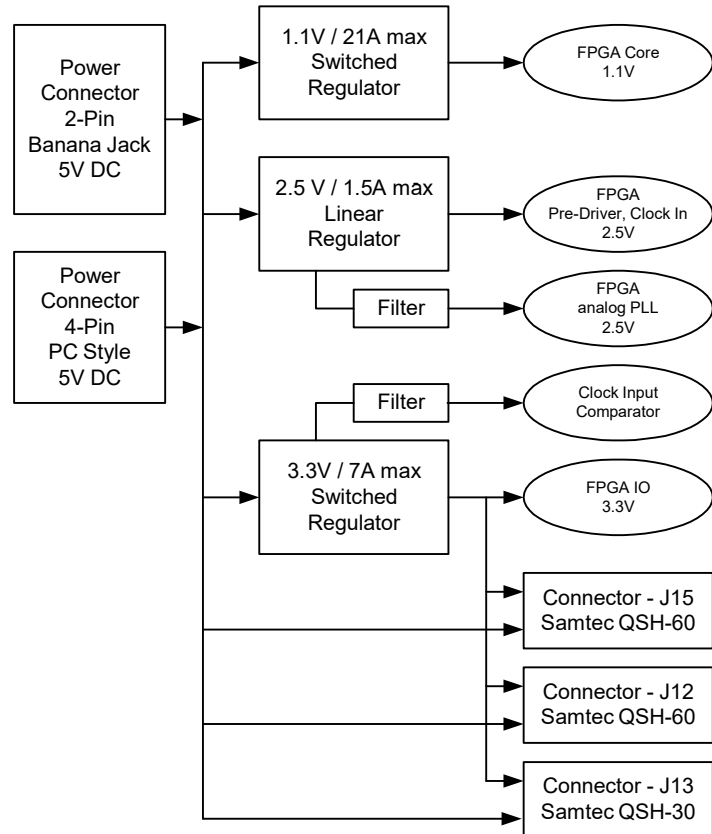 Power
Connector
2-Pin
Banana Jack
5V DC
1.1V / 21A max
Switched
Regulator
FPGA Core
1.1V
2.5 V / 1.5A max
Linear
Regulator
FPGA
Pre-Driver, Clock In
2.5V
Power
Connector
4-Pin
PC Style
5V DC
Filter
FPGA
analog PLL
2.5V
Filter
Clock Input
Comparator
3.3V / 7A max
Switched
Regulator
FPGA IO
3.3V
Connector - J15
Samtec QSH-60
Connector - J12
Samtec QSH-60
Connector - J13
Samtec QSH-30